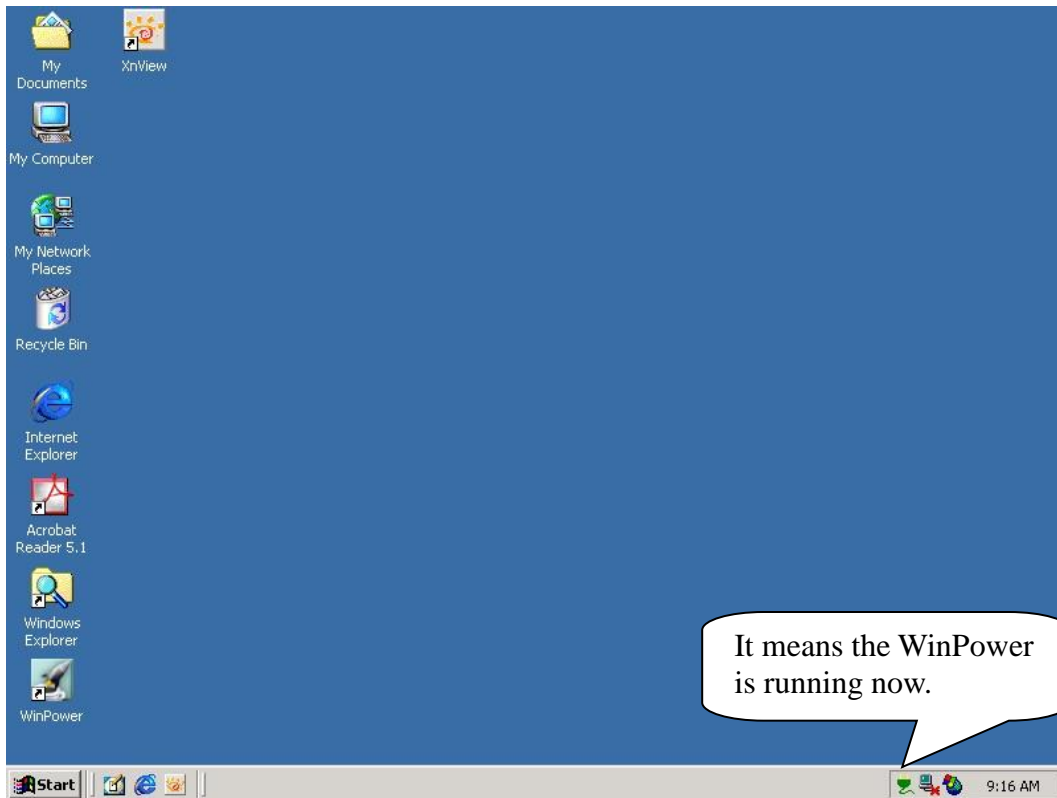 My
Documents
XnView
My Computer
My Network
Places
Recycle Bin
Internet
Explorer
Acrobat
Reader 5.1
Windows
Explorer
WinPower
It means the WinPower
is running now.
Start
9:16 AM